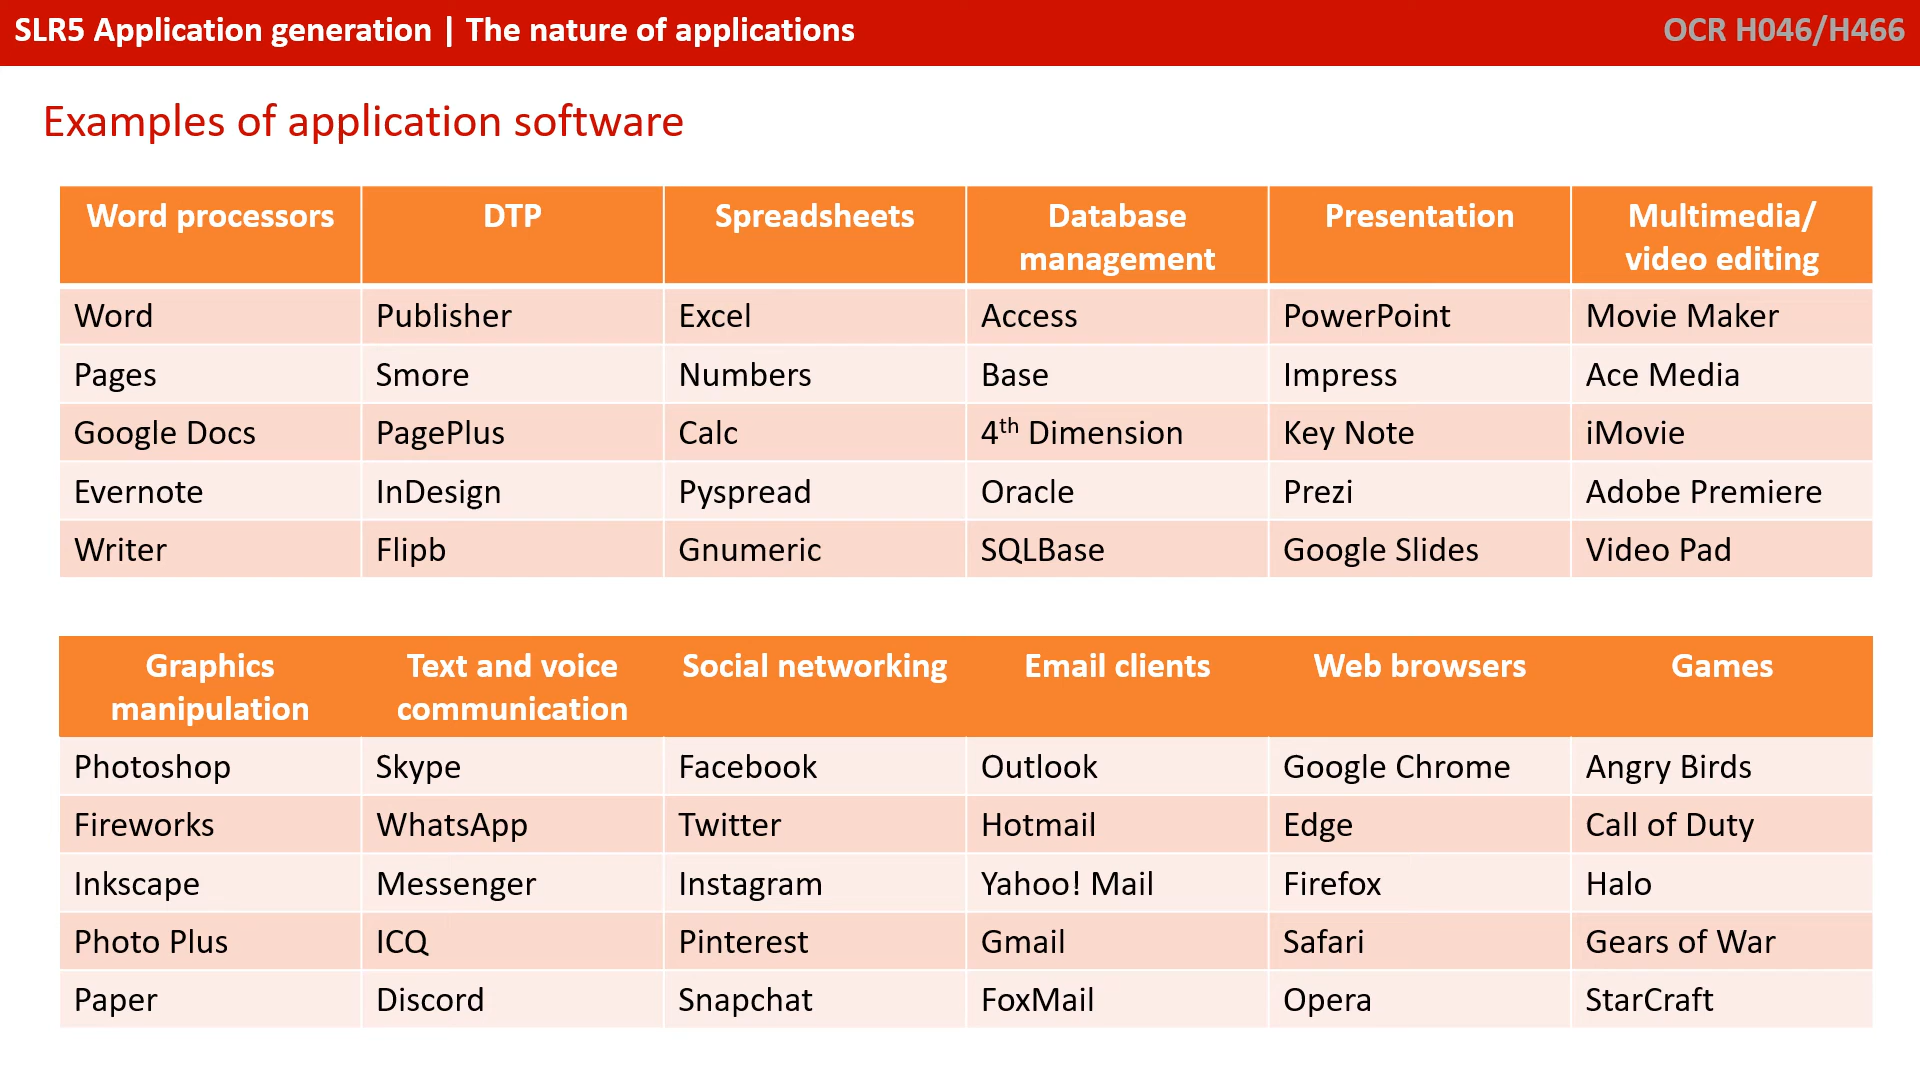 SLR5 Application generation | The nature of applications
OCR H046/H466
Examples of application software
Word processors DTP Spreadsheets Database management Presentation Multimedia/ video editing
Word Publisher Excel Access PowerPoint Movie Maker
Pages Smore Numbers Base Impress Ace Media
Google Docs PagePlus Calc 4th Dimension Key Note iMovie
Evernote InDesign Pyspread Oracle Prezi Adobe Premiere
Writer Flipb Gnumeric SQLBase Google Slides Video Pad
Graphics manipulation Text and voice communication Social networking Email clients Web browsers Games
Photoshop Skype Facebook Outlook Google Chrome Angry Birds
Fireworks WhatsApp Twitter Hotmail Edge Call of Duty
Inkscape Messenger Instagram Yahoo! Mail Firefox Halo
Photo Plus ICQ Pinterest Gmail Safari Gears of War
Paper Discord Snapchat FoxMail Opera StarCraft